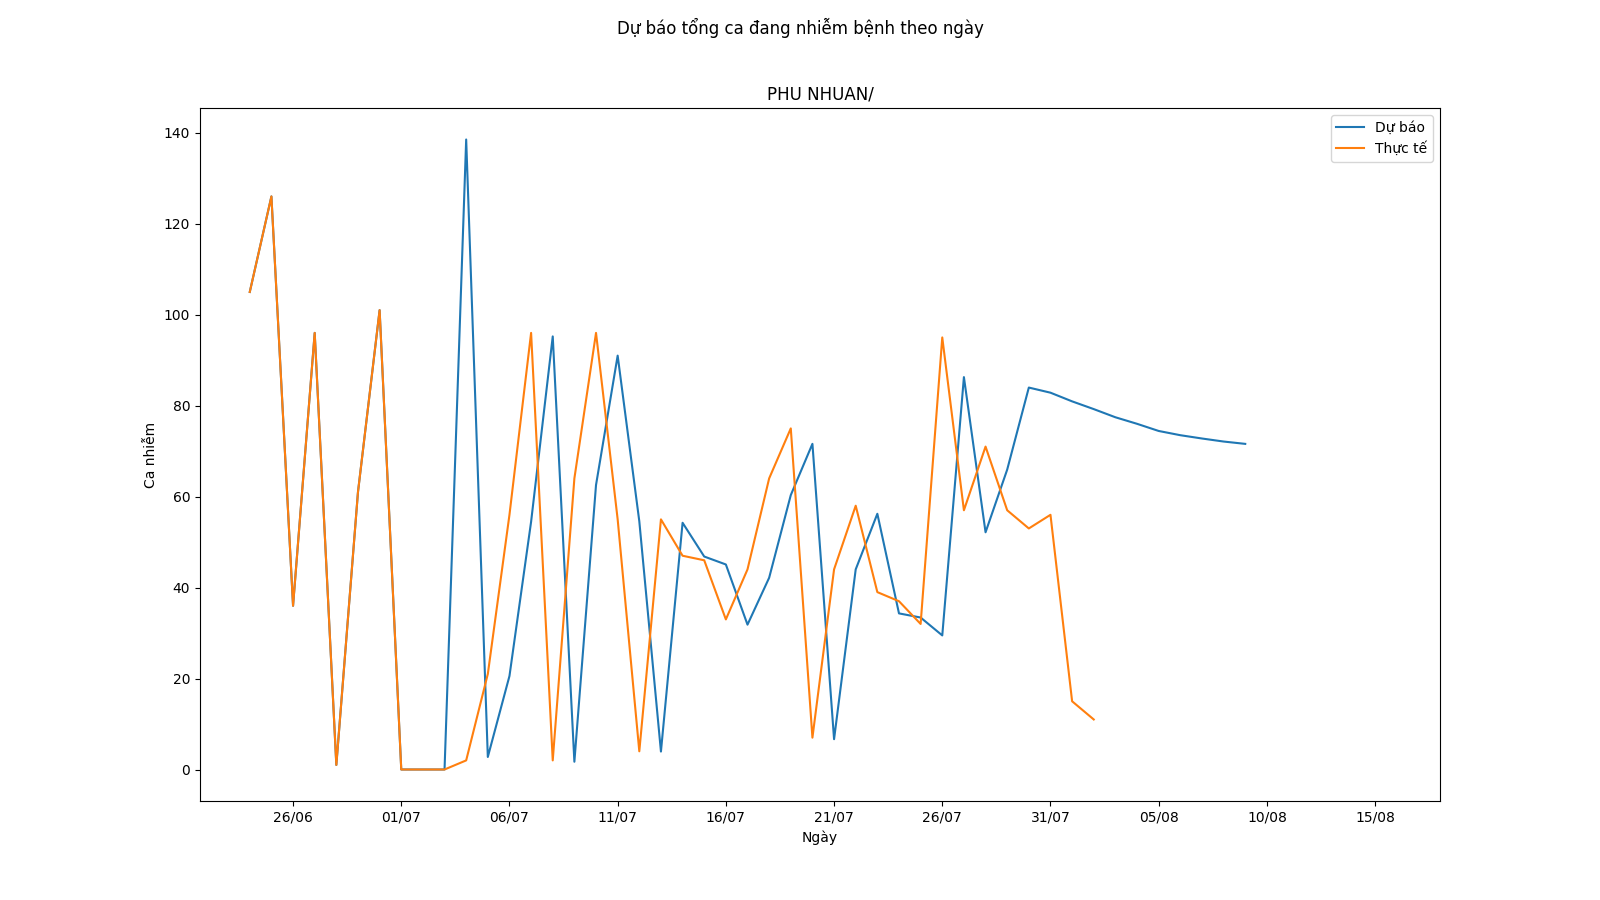 Dự báo tổng ca đang nhiễm bệnh theo ngày
PHU NHUAN/
Dự báo
Thực tế
140
120
100
80
60
40
20
0
Ca nhiễm
26/06 01/07 06/07 11/07 16/07 21/07 26/07 31/07 05/08 10/08 15/08
Ngày